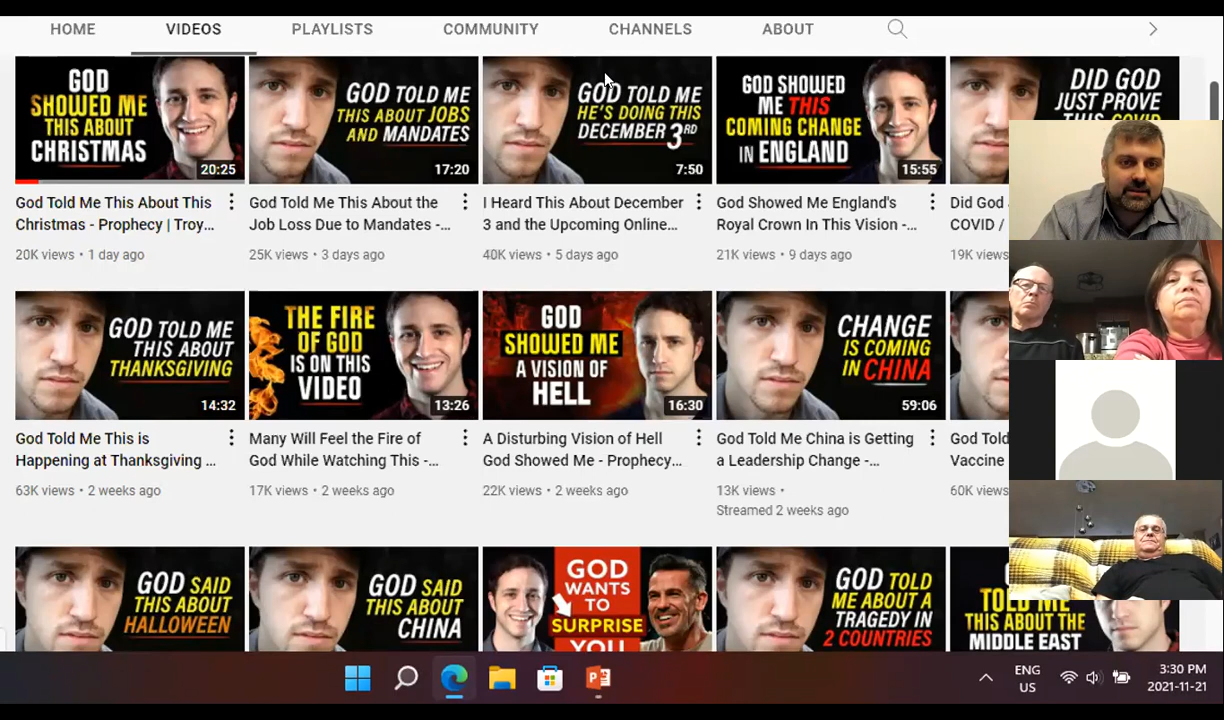 HOME VIDEOS PLAYLISTS COMMUNITY CHANNELS ABOUT
GOD
SHOWED ME
THIS ABOUT
CHRISTMAS
20:25
GOD TOLD ME
THIS ABOUT JOBS
AND MANDATES
17:20
GOD TOLD ME
HE'S DOING THIS
DECEMBER 3RD
7:50
GOD SHOWED
ME THIS
COMING CHANGE
IN ENGLAND
15:55
DID GOD
JUST PROVE
THIS COVID
God Told Me This About This
Christmas - Prophecy | Troy...
20K views • 1 day ago
God Told Me This About the
Job Loss Due to Mandates -...
25K views • 3 days ago
I Heard This About December
3 and the Upcoming Online...
40K views • 5 days ago
God Showed Me England's
Royal Crown In This Vision -...
21K views • 9 days ago
Did God
COVID /
19K views
GOD TOLD ME
THIS ABOUT
THANKSGIVING
14:32
THE FIRE
OF GOD
IS ON THIS
VIDEO
13:26
GOD
SHOWED ME
A VISION OF
HELL
16:30
CHANGE
IS COMING
IN CHINA
59:06
God Told Me This is
Happening at Thanksgiving ...
63K views • 2 weeks ago
Many Will Feel the Fire of
God While Watching This -...
17K views • 2 weeks ago
A Disturbing Vision of Hell
God Showed Me - Prophecy...
22K views • 2 weeks ago
God Told Me China is Getting
a Leadership Change -...
13K views •
Streamed 2 weeks ago
God Told
Vaccine
60K views
GOD SAID
THIS ABOUT
HALLOWEEN
GOD SAID
THIS ABOUT
CHINA
GOD
WANTS
TO
SURPRISE
YOU
GOD TOLD
ME ABOUT A
TRAGEDY IN
2 COUNTRIES
TOLD ME
THIS ABOUT THE
MIDDLE EAST
ENG
US
3:30 PM
2021-11-21